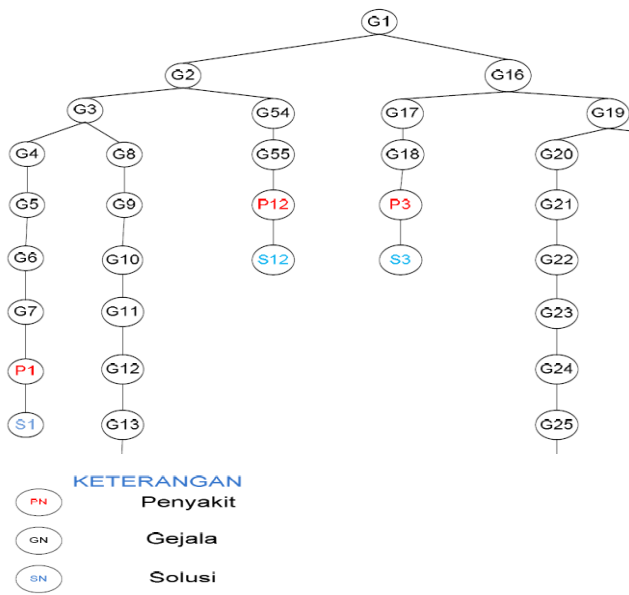 G1
G2 G16
G3 G54 G17 G19
G4 G8 G55 G18 G20
G5 G9 P12 P3 G21
G6 G10 S12 S3 G22
G7 G11 G23
P1 G12 G24
S1 G13 G25
KETERANGAN
PN Penyakit
GN Gejala
SN Solusi